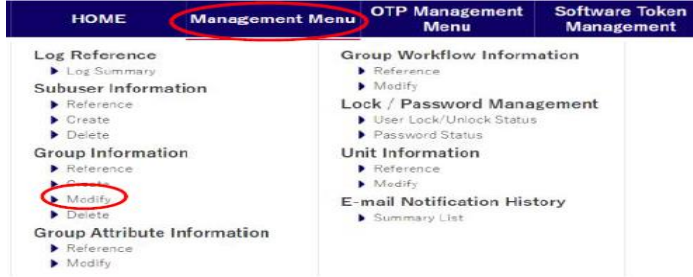 HOME
Management Menu
OTP Management Menu
Software Token Management
Log Reference
Log Summary
Subuser Information
Reference
Create
Delete
Group Information
Reference
Create
Modify
Delete
Group Attribute Information
Reference
Modify
Group Workflow Information
Reference
Modify
Lock / Password Management
User Lock/Unlock Status
Password Status
Unit Information
Reference
Modify
E-mail Notification History
Summary List